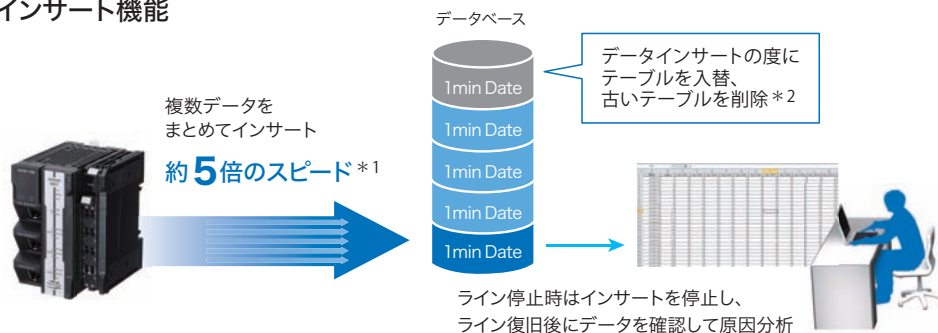 インサート機能
データベース
データインサートの度に
テーブルを入替、
古いテーブルを削除＊2
複数データを
まとめてインサート
約5倍のスピード＊1
1min Date
1min Date
1min Date
1min Date
1min Date
ライン停止時はインサートを停止し、
ライン復旧後にデータを確認して原因分析